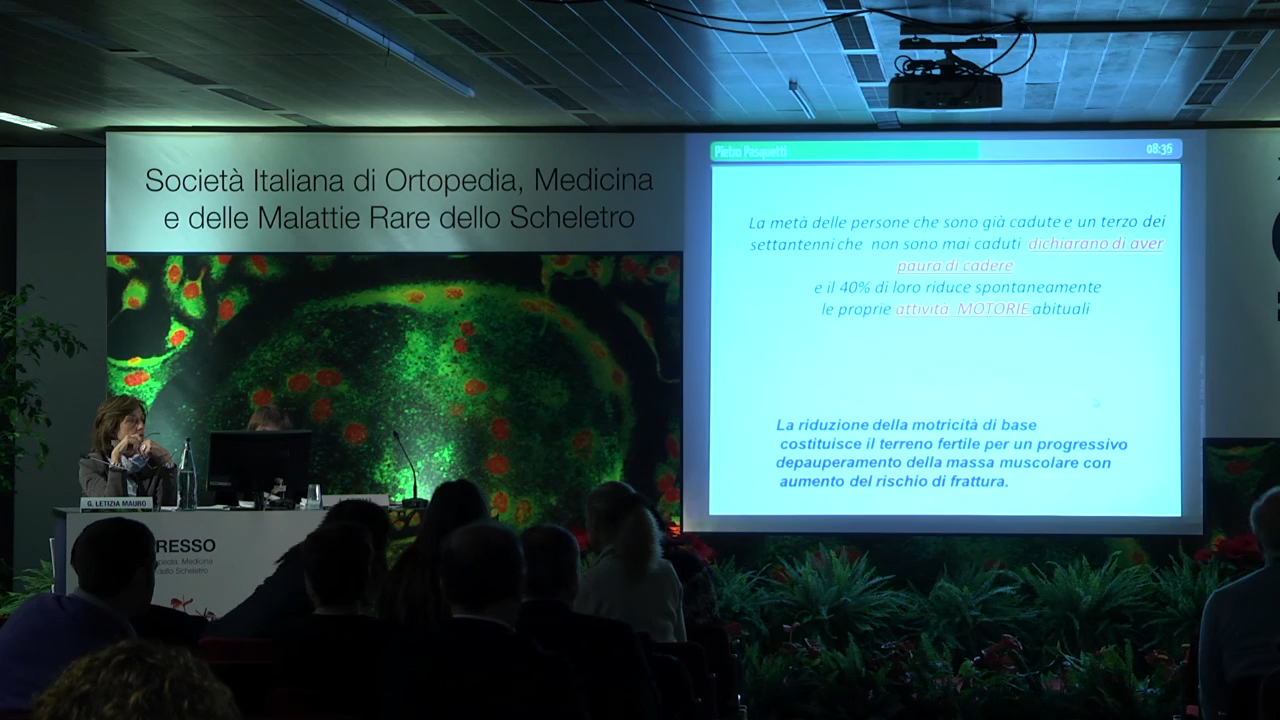 Società Italiana di Ortopedia, Medicina
e delle Malattie Rare dello Scheletro
Pietro Pasquetti
08:36
La metà delle persone che sono già cadute e un terzo dei
settantenni che non sono mai caduti dichiarano di aver
paura di cadere
e il 40% di loro riduce spontaneamente
le proprie attività MOTORIE abituali
La riduzione della motricità di base
costituisce il terreno fertile per un progressivo
depauperamento della massa muscolare con
aumento del rischio di frattura.
G. LETIZIA MAURO
RESSO
opedia, Medicina
dello Scheletro